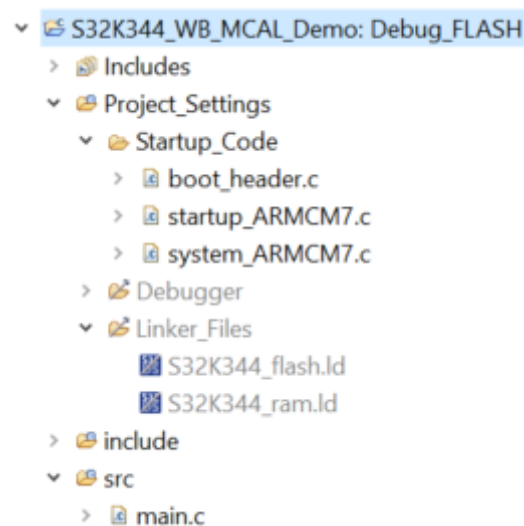 S32K344_WB_MCAL_Demo: Debug_FLASH
Includes
Project_Settings
Startup_Code
boot_header.c
startup_ARMCM7.c
system_ARMCM7.c
Debugger
Linker_Files
S32K344_flash.ld
S32K344_ram.ld
include
src
main.c